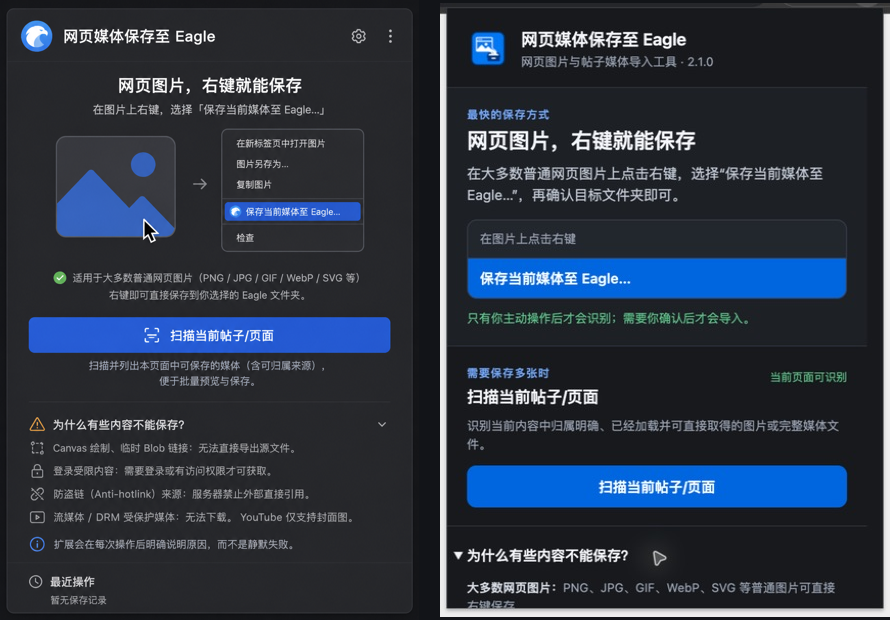 网页媒体保存至 Eagle
网页图片，右键就能保存
在图片上右键，选择「保存当前媒体至 Eagle...」
在新标签页中打开图片
图片另存为...
复制图片
保存当前媒体至 Eagle...
检查
适用于大多数普通网页图片（PNG / JPG / GIF / WebP / SVG 等）
右键即可直接保存到你选择的 Eagle 文件夹。
扫描当前帖子/页面
扫描并列出本页面中可保存的媒体（含可归属来源），
便于批量预览与保存。
为什么有些内容不能保存?
Canvas 绘制、临时 Blob 链接：无法直接导出源文件。
登录受限内容：需要登录或有访问权限才可获取。
防盗链（Anti-hotlink）来源：服务器禁止外部直接引用。
流媒体 / DRM 受保护媒体：无法下载。 YouTube 仅支持封面图。
扩展会在每次操作后明确说明原因，而不是静默失败。
最近操作
暂无保存记录
网页媒体保存至 Eagle
网页图片与帖子媒体导入工具 · 2.1.0
最快的保存方式
网页图片，右键就能保存
在大多数普通网页图片上点击右键，选择“保存当前媒体至
Eagle...”，再确认目标文件夹即可。
在图片上点击右键
保存当前媒体至 Eagle...
只有你主动操作后才会识别；需要你确认后才会导入。
需要保存多张时
当前页面可识别
扫描当前帖子/页面
识别当前内容中归属明确、已经加载并可直接取得的图片或完整媒体文
件。
扫描当前帖子/页面
为什么有些内容不能保存?
大多数网页图片：PNG、JPG、GIF、WebP、SVG 等普通图片可直接
右键保存